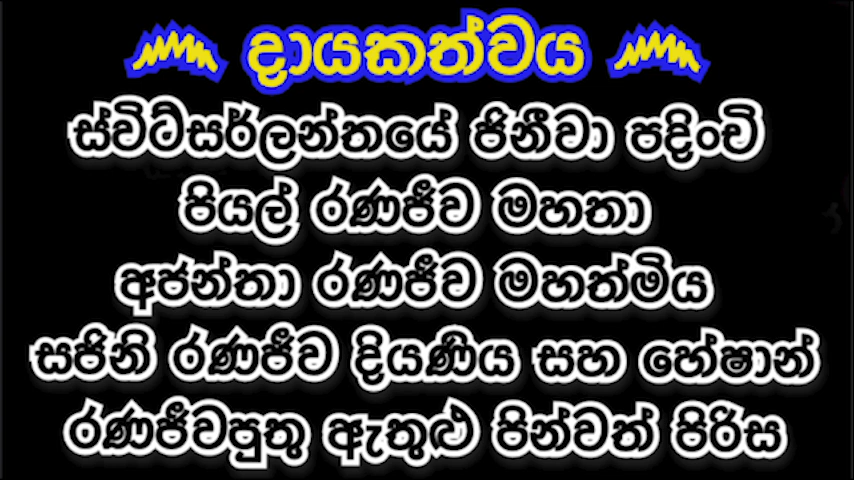 දායකත්වය
ස්විට්සර්ලන්තයේ ජිනීවා පදිංචි
පියල් රණජීව මහතා
අජන්තා රණජීව මහත්මිය
සජිනි රණජීව දියණිය සහ හේෂාන්
රණජීවපුතු ඇතුළු පින්වත් පිරිස